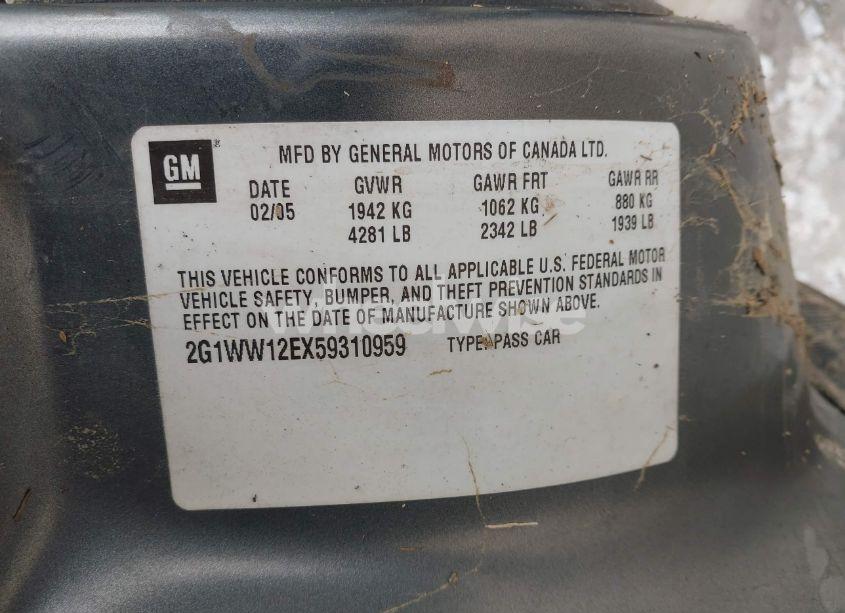 GM
MFD BY GENERAL MOTORS OF CANADA LTD.
DATE GVWR GAWR FRT GAWR RR
02/05 1942 KG 1062 KG 880 KG
4281 LB 2342 LB 1939 LB
THIS VEHICLE CONFORMS TO ALL APPLICABLE U.S. FEDERAL MOTOR
VEHICLE SAFETY, BUMPER, AND THEFT PREVENTION STANDARDS IN
EFFECT ON THE DATE OF MANUFACTURE SHOWN ABOVE.
2G1WW12EX59310959 TYPE: PASS CAR